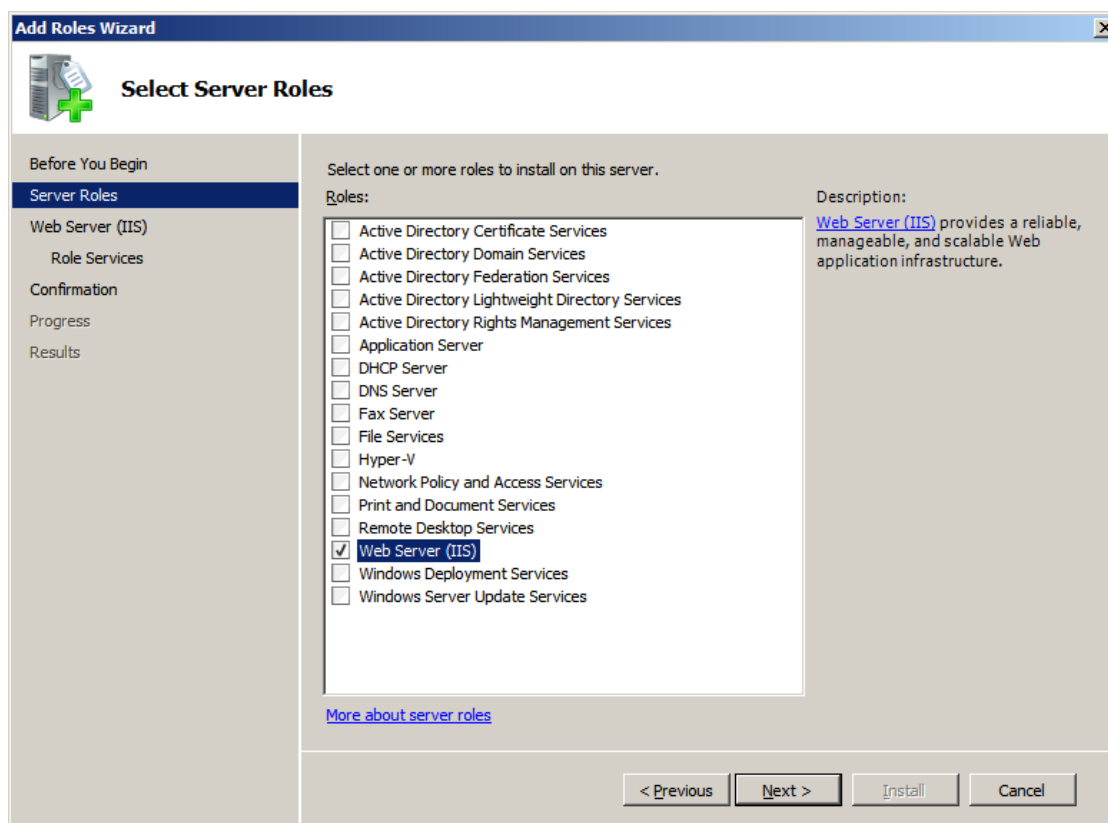 Add Roles Wizard
Select Server Roles
Before You Begin
Server Roles
Web Server (IIS)
Role Services
Confirmation
Progress
Results
Select one or more roles to install on this server.
Roles:
Active Directory Certificate Services
Active Directory Domain Services
Active Directory Federation Services
Active Directory Lightweight Directory Services
Active Directory Rights Management Services
Application Server
DHCP Server
DNS Server
Fax Server
File Services
Hyper-V
Network Policy and Access Services
Print and Document Services
Remote Desktop Services
Web Server (IIS)
Windows Deployment Services
Windows Server Update Services
More about server roles
Description:
Web Server (IIS) provides a reliable,
manageable, and scalable Web
application infrastructure.
< Previous
Next >
Install
Cancel